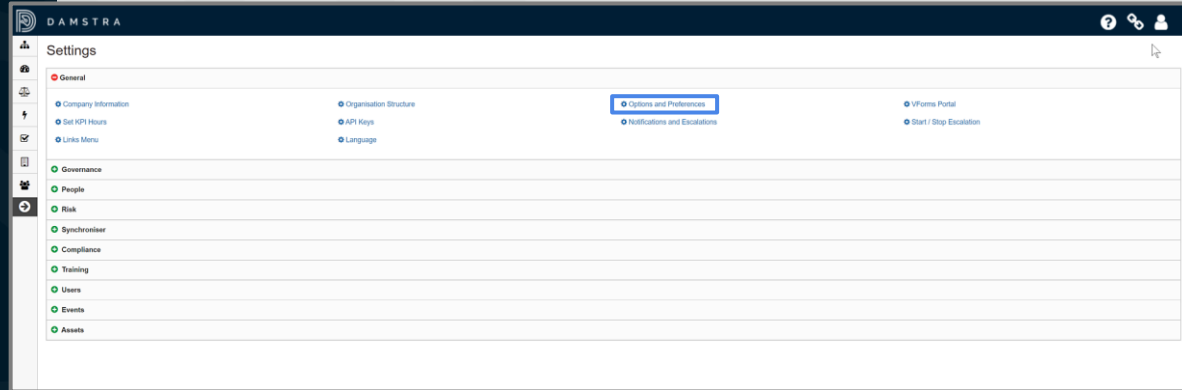 DAMSTRA
Settings
General
Company Information Organisation Structure Options and Preferences VForms Portal
Set KPI Hours API Keys Notifications and Escalations Start / Stop Escalation
Links Menu Language
Governance
People
Risk
Synchroniser
Compliance
Training
Users
Events
Assets